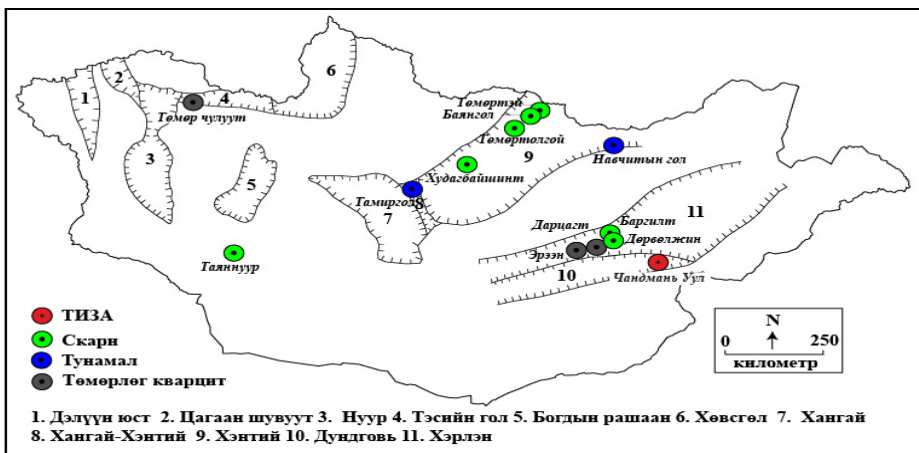 6
2
1
4
Төмөр чулуут
Төмөртэй
Баянгол
Төмөртолгой
9
3
Навчитын гол
5
Худагбайшинт
Тамиргол
8
7
11
Дарцагт
Баргилт
Дөрвөлжин
Эрээн
Таяннуур
10
Чандмань Уул
ТИЗА
Скарн
Тунамал
Төмөрлөг кварцит
N
0 250
километр
1. Дэлүүн юст 2. Цагаан шувуут 3. Нуур 4. Тэсийн гол 5. Богдын рашаан 6. Хөвсгөл 7. Хангай
8. Хангай-Хэнтий 9. Хэнтий 10. Дундговь 11. Хэрлэн